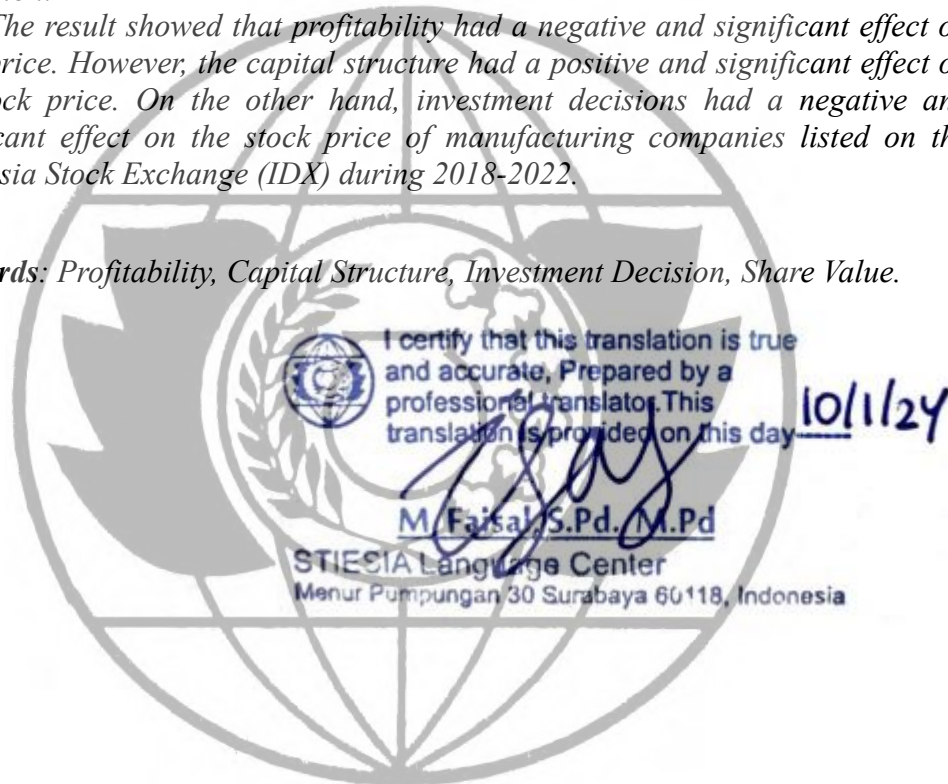 The result showed that profitability had a negative and significant effect o
rice. However, the capital structure had a positive and significant effect o
ck price. On the other hand, investment decisions had a negative an
cant effect on the stock price of manufacturing companies listed on th
sia Stock Exchange (IDX) during 2018-2022.
rds: Profitability, Capital Structure, Investment Decision, Share Value.
I certify that this translation is true
and accurate, Prepared by a
professional translator. This
translation is provided on this day 10/1/24
M. Faisal, S.Pd., M.Pd
STIESIA Language Center
Menur Pumpungan 30 Surabaya 60118, Indonesia